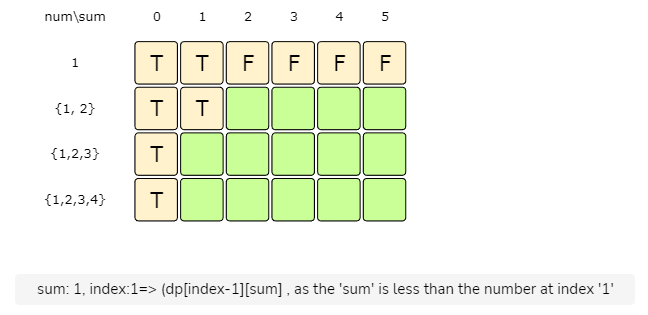 num\sum 0 1 2 3 4 5
1 T T F F F F
{1, 2} T T
{1,2,3} T
{1,2,3,4} T
sum: 1, index:1=> (dp[index-1][sum] , as the 'sum' is less than the number at index '1'